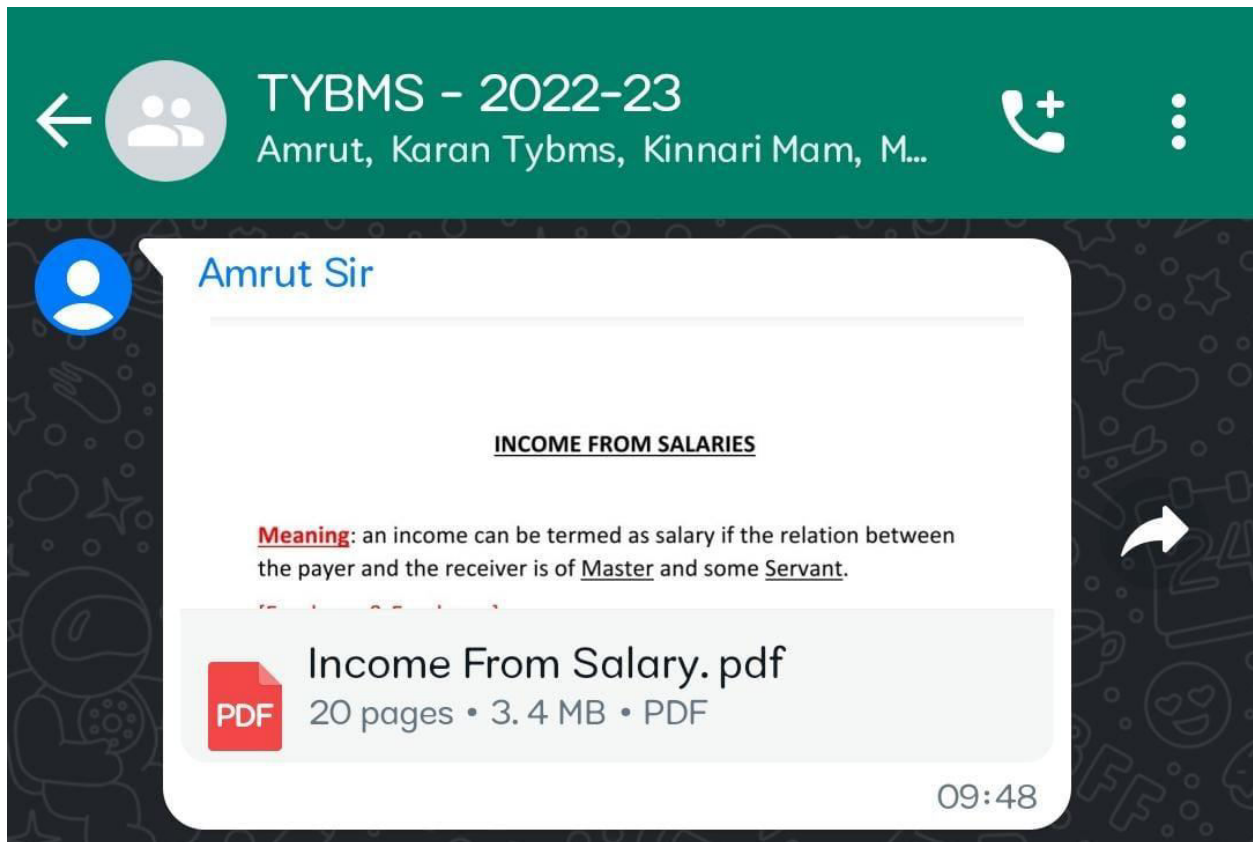 TYBMS - 2022-23
Amrut, Karan Tybms, Kinnari Mam, M...
Amrut Sir
INCOME FROM SALARIES
Meaning: an income can be termed as salary if the relation between
the payer and the receiver is of Master and some Servant.
PDF
Income From Salary.pdf
20 pages • 3.4 MB • PDF
09:48